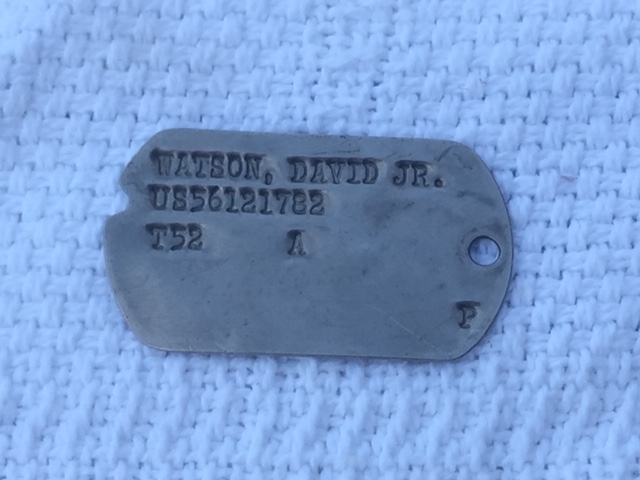 WATSON, DAVID JR.
US56121782
T52 A
P